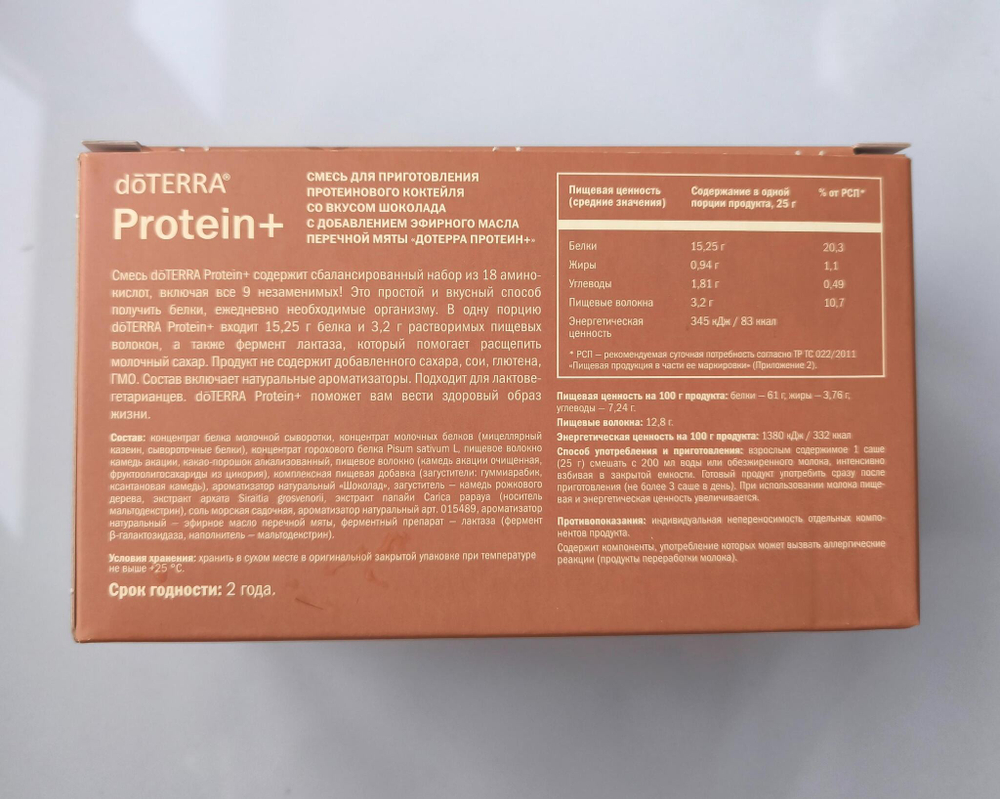 dōTERRA®
Protein+
СМЕСЬ ДЛЯ ПРИГОТОВЛЕНИЯ
ПРОТЕИНОВОГО КОКТЕЙЛЯ
СО ВКУСОМ ШОКОЛАДА
С ДОБАВЛЕНИЕМ ЭФИРНОГО МАСЛА
ПЕРЕЧНОЙ МЯТЫ «ДОТЕРРА ПРОТЕИН+»
Смесь dōTERRA Protein+ содержит сбалансированный набор из 18 амино-
кислот, включая все 9 незаменимых! Это простой и вкусный способ
получить белки, ежедневно необходимые организму. В одну порцию
dōTERRA Protein+ входит 15,25 г белка и 3,2 г растворимых пищевых
волокон, а также фермент лактаза, который помогает расщепить
молочный сахар. Продукт не содержит добавленного сахара, сои, глютена,
ГМО. Состав включает натуральные ароматизаторы. Подходит для лактове-
гетарианцев. dōTERRA Protein+ поможет вам вести здоровый образ
жизни.
Состав: концентрат белка молочной сыворотки, концентрат молочных белков (мицеллярный
казеин, сывороточные белки), концентрат горохового белка Pisum sativum L, пищевое волокно
камедь акации, какао-порошок алкализованный, пищевое волокно (камедь акации очищенная,
фруктоолигосахариды из цикория), комплексная пищевая добавка (загустители: гуммиарабик,
ксантановая камедь), ароматизатор натуральный «Шоколад», загуститель – камедь рожкового
дерева, экстракт архата Siraitia grosvenorii, экстракт папайи Carica papaya (носитель
мальтодекстрин), соль морская садочная, ароматизатор натуральный арт. 015489, ароматизатор
натуральный – эфирное масло перечной мяты, ферментный препарат – лактаза (фермент
β-галактозидаза, наполнитель – мальтодекстрин).
Условия хранения: хранить в сухом месте в оригинальной закрытой упаковке при температуре
не выше +25 °C.
Срок годности: 2 года.
Пищевая ценность (средние значения) Содержание в одной порции продукта, 25 г % от РСП*
Белки 15,25 г 20,3
Жиры 0,94 г 1,1
Углеводы 1,81 г 0,49
Пищевые волокна 3,2 г 10,7
Энергетическая ценность 345 кДж / 83 ккал
* РСП – рекомендуемая суточная потребность согласно ТР ТС 022/2011
«Пищевая продукция в части ее маркировки» (Приложение 2).
Пищевая ценность на 100 г продукта: белки – 61 г, жиры – 3,76 г,
углеводы – 7,24 г.
Пищевые волокна: 12,8 г.
Энергетическая ценность на 100 г продукта: 1380 кДж / 332 ккал
Способ употребления и приготовления: взрослым содержимое 1 саше
(25 г) смешать с 200 мл воды или обезжиренного молока, интенсивно
взбивая в закрытой емкости. Готовый продукт употребить сразу после
приготовления (не более 3 саше в день). При использовании молока пище-
вая и энергетическая ценность увеличивается.
Противопоказания: индивидуальная непереносимость отдельных компо-
нентов продукта.
Содержит компоненты, употребление которых может вызвать аллергические
реакции (продукты переработки молока).